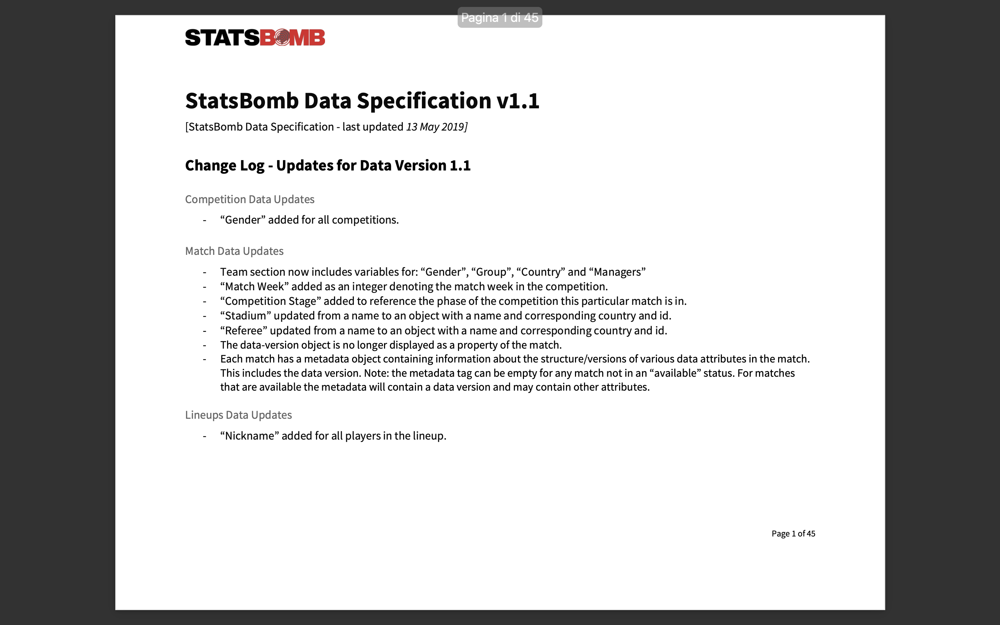 Pagina 1 di 45
STATSBOMB
StatsBomb Data Specification v1.1
[StatsBomb Data Specification - last updated 13 May 2019]
Change Log - Updates for Data Version 1.1
Competition Data Updates
- “Gender” added for all competitions.
Match Data Updates
- Team section now includes variables for: “Gender”, “Group”, “Country” and “Managers”
- “Match Week” added as an integer denoting the match week in the competition.
- “Competition Stage” added to reference the phase of the competition this particular match is in.
- “Stadium” updated from a name to an object with a name and corresponding country and id.
- “Referee” updated from a name to an object with a name and corresponding country and id.
- The data-version object is no longer displayed as a property of the match.
- Each match has a metadata object containing information about the structure/versions of various data attributes in the match.
This includes the data version. Note: the metadata tag can be empty for any match not in an “available” status. For matches
that are available the metadata will contain a data version and may contain other attributes.
Lineups Data Updates
- “Nickname” added for all players in the lineup.
Page 1 of 45